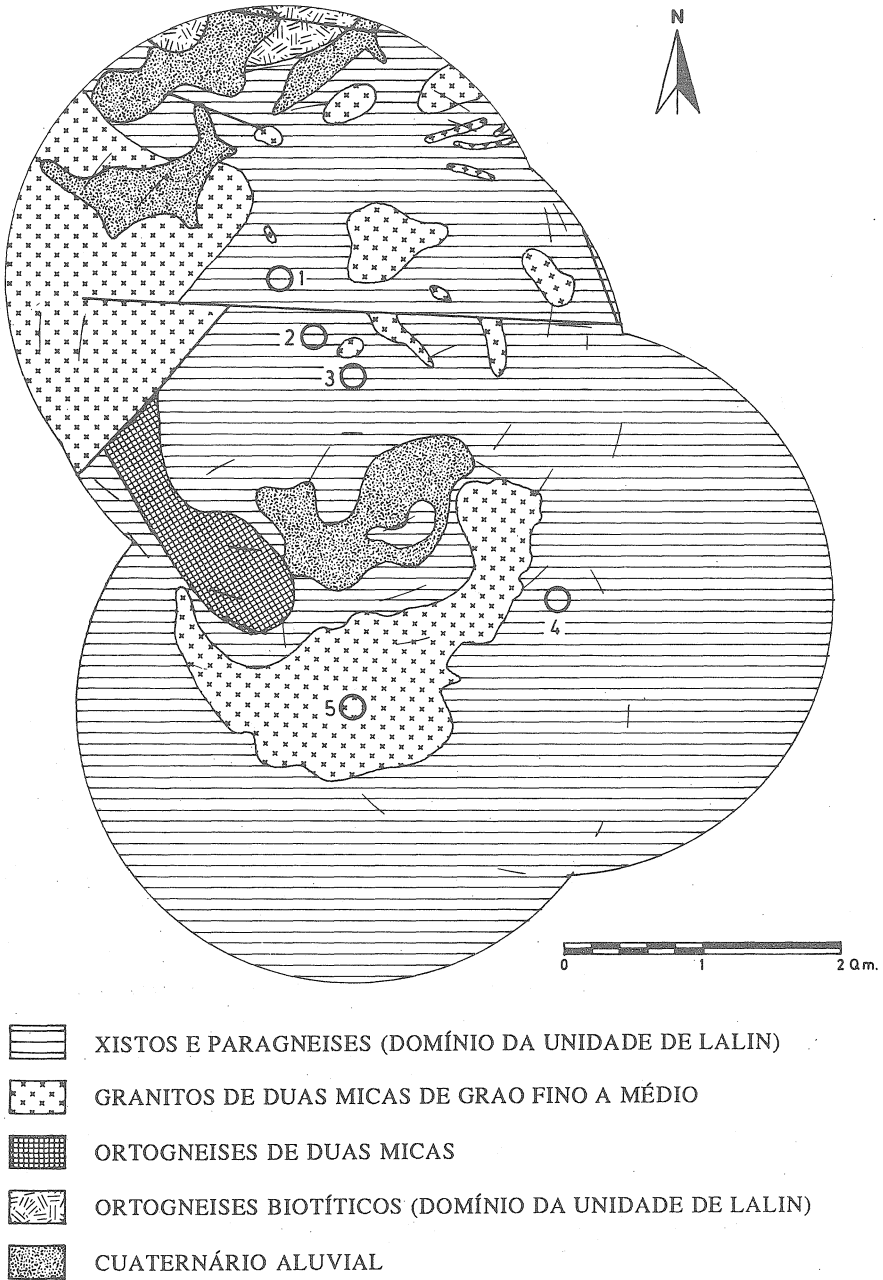 N
1
2
3
4
5
0 1 2 Qm.
XISTOS E PARAGNEISES (DOMÍNIO DA UNIDADE DE LALIN)
GRANITOS DE DUAS MICAS DE GRAO FINO A MÉDIO
ORTOGNEISES DE DUAS MICAS
ORTOGNEISES BIOTÍTICOS (DOMÍNIO DA UNIDADE DE LALIN)
CUATERNÁRIO ALUVIAL